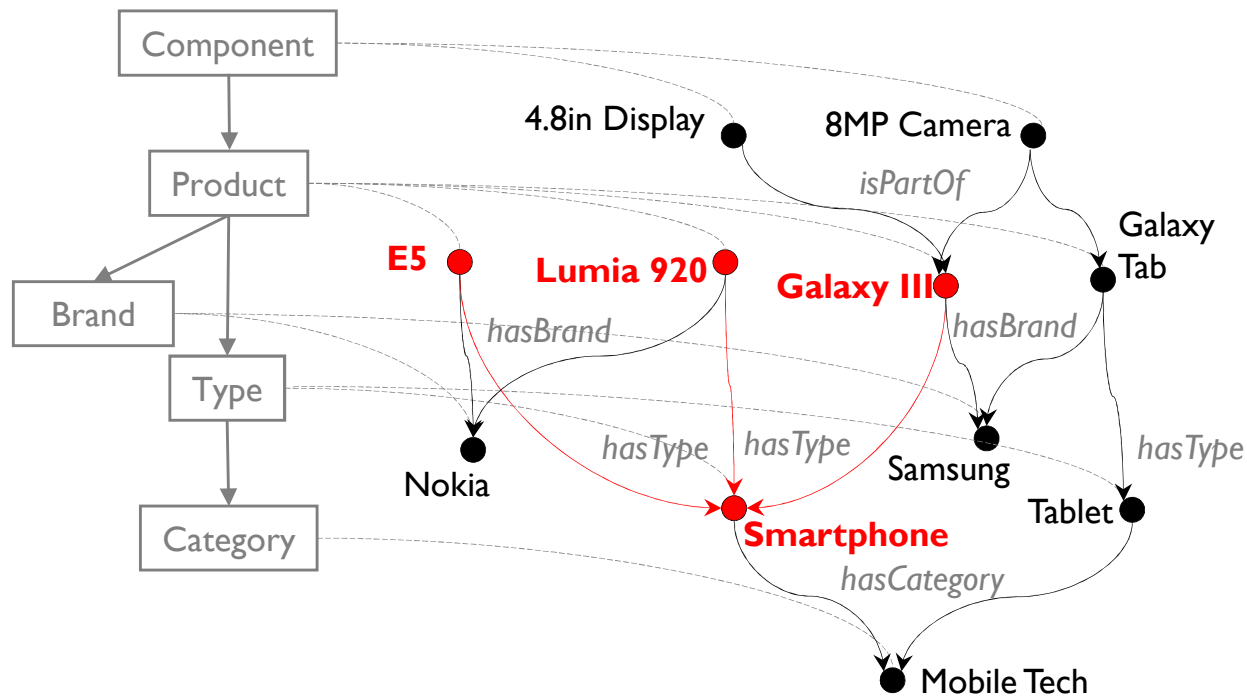 Component
4.8in Display
8MP Camera
Product
isPartOf
Galaxy
Tab
E5
Lumia 920
Galaxy III
Brand
hasBrand
hasBrand
Type
hasType
hasType
hasType
Samsung
Nokia
Tablet
Smartphone
Category
hasCategory
Mobile Tech